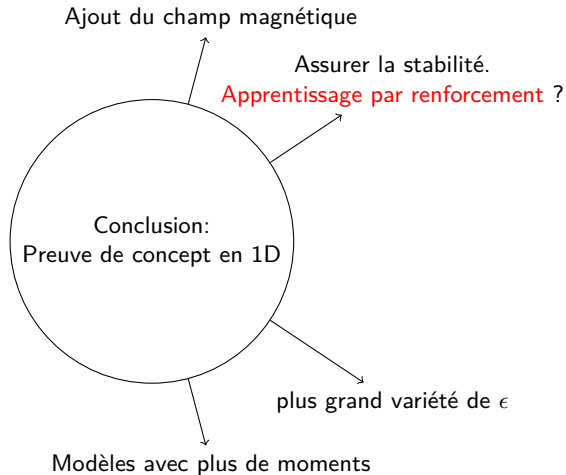 Ajout du champ magnétique
Assurer la stabilité.
Apprentissage par renforcement ?
Conclusion:
Preuve de concept en 1D
plus grand variété de ϵ
Modèles avec plus de moments